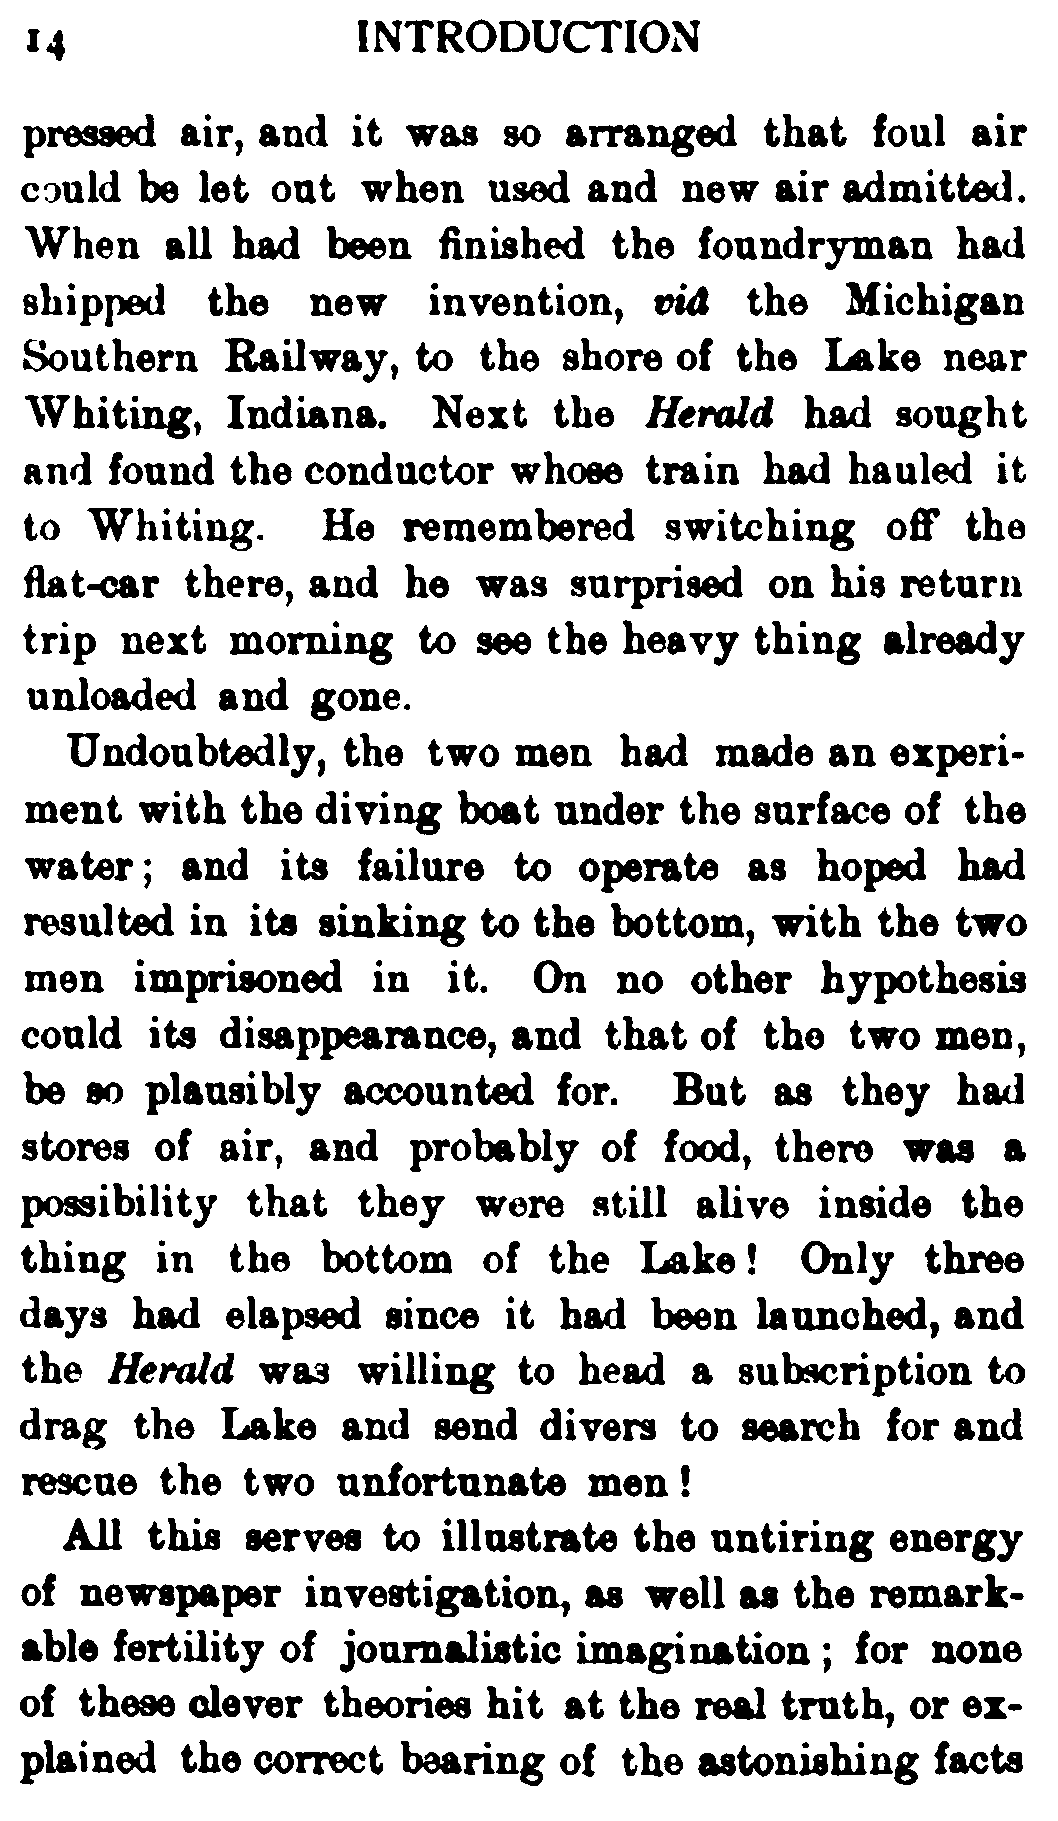 14 INTRODUCTION
pressed air, and it was so arranged that foul air
could be let out when used and new air admitted.
When all had been finished the foundryman had
shipped the new invention, viâ the Michigan
Southern Railway, to the shore of the Lake near
Whiting, Indiana. Next the Herald had sought
and found the conductor whose train had hauled it
to Whiting. He remembered switching off the
flat-car there, and he was surprised on his return
trip next morning to see the heavy thing already
unloaded and gone.
Undoubtedly, the two men had made an experi-
ment with the diving boat under the surface of the
water; and its failure to operate as hoped had
resulted in its sinking to the bottom, with the two
men imprisoned in it. On no other hypothesis
could its disappearance, and that of the two men,
be so plausibly accounted for. But as they had
stores of air, and probably of food, there was a
possibility that they were still alive inside the
thing in the bottom of the Lake! Only three
days had elapsed since it had been launched, and
the Herald was willing to head a subscription to
drag the Lake and send divers to search for and
rescue the two unfortunate men!
All this serves to illustrate the untiring energy
of newspaper investigation, as well as the remark-
able fertility of journalistic imagination; for none
of these clever theories hit at the real truth, or ex-
plained the correct bearing of the astonishing facts